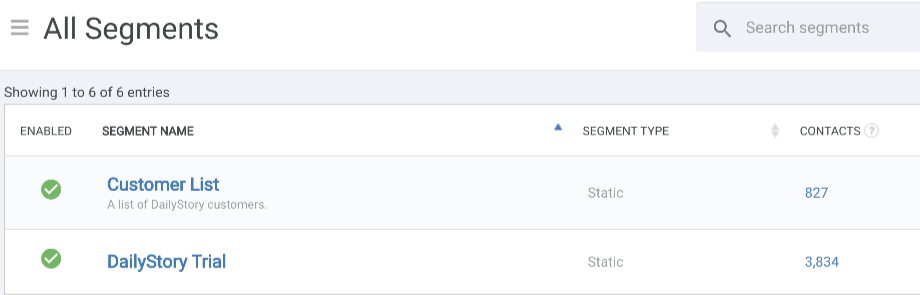 All Segments
Search segments
Showing 1 to 6 of 6 entries
ENABLED SEGMENT NAME SEGMENT TYPE CONTACTS ?
Customer List Static 827
A list of DailyStory customers.
DailyStory Trial Static 3,834